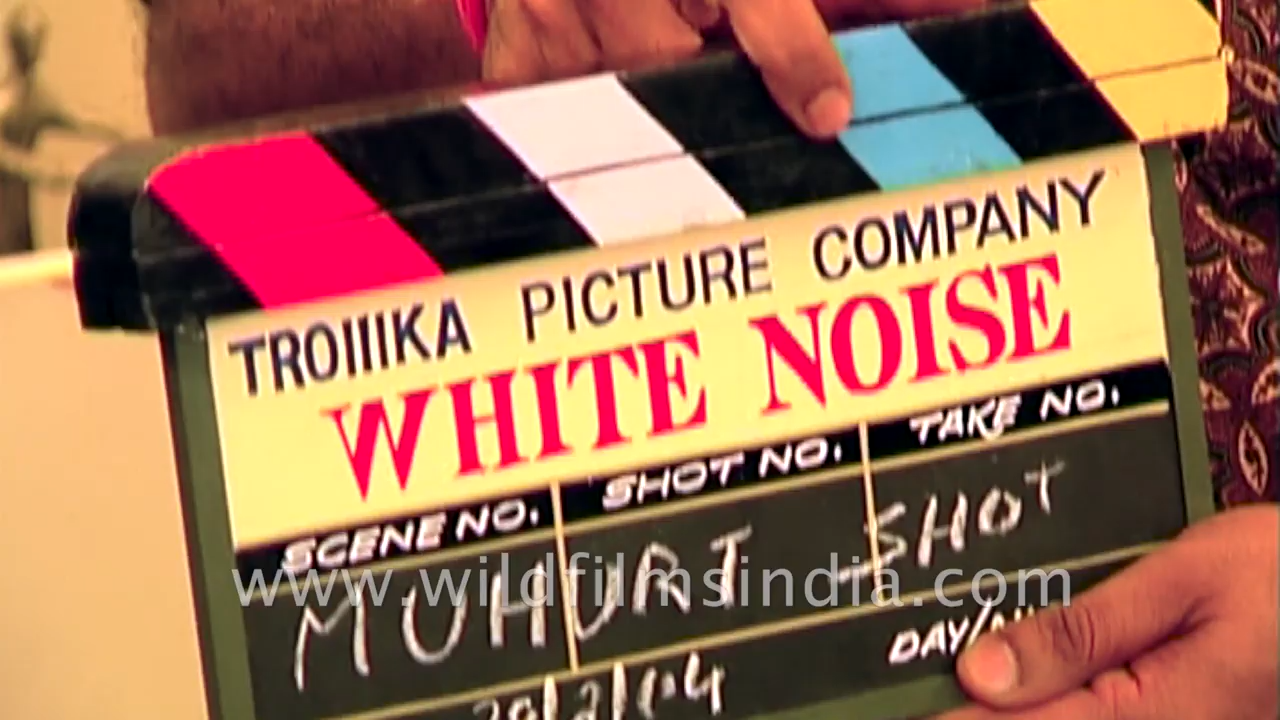 TROIIIKA PICTURE COMPANY
WHITE NOISE
SCENE NO. SHOT NO. TAKE NO.
MUHURT SHOT
www.wildfilmsindia.com
DAY/